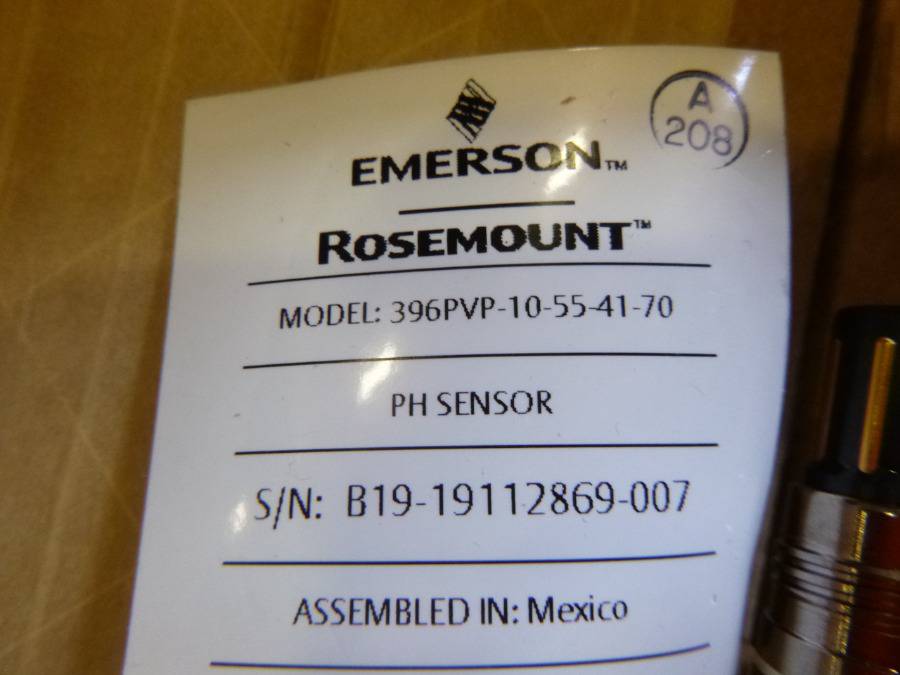 A
208
EMERSON™
ROSEMOUNT™
MODEL: 396PVP-10-55-41-70
PH SENSOR
S/N: B19-19112869-007
ASSEMBLED IN: Mexico